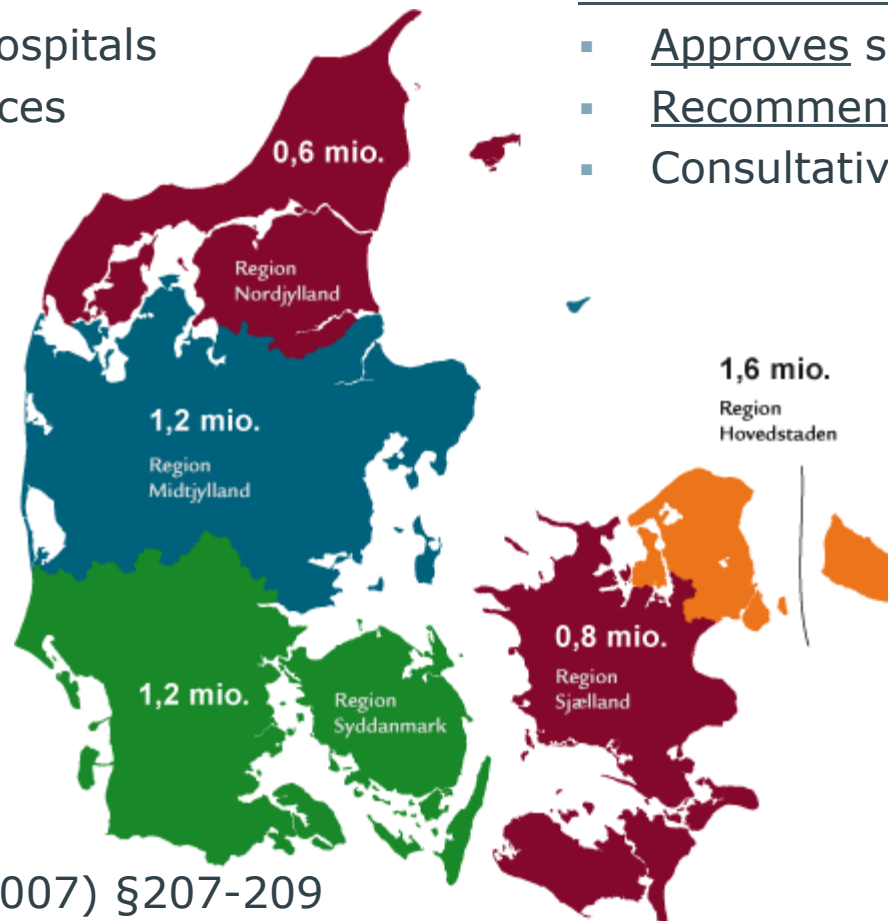 ospitals
ces
▪ Approves s
▪ Recommen
▪ Consultativ
0,6 mio.
Region
Nordjylland
1,6 mio.
Region
Hovedstaden
1,2 mio.
Region
Midtjylland
0,8 mio.
Region
Sjælland
1,2 mio.
Region
Syddanmark
007) §207-209